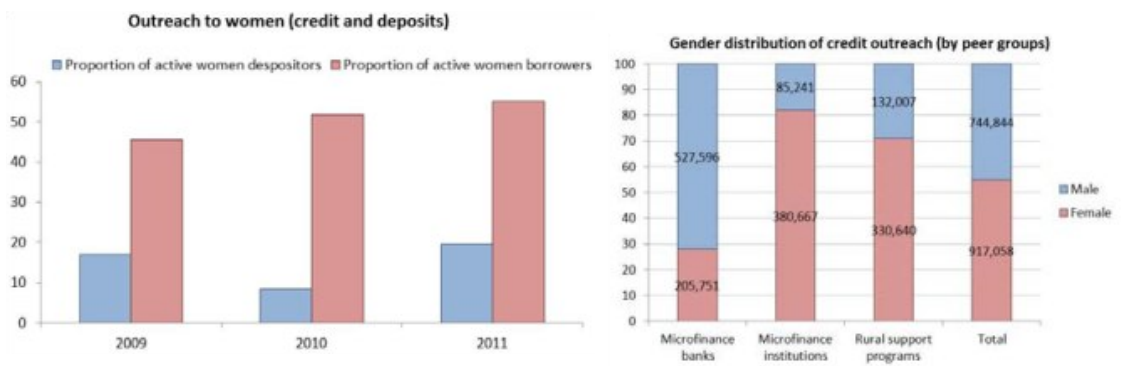 Outreach to women (credit and deposits)
Proportion of active women despositors Proportion of active women borrowers
60
50
40
30
20
10
0
2009 2010 2011
Gender distribution of credit outreach (by peer groups)
100
90
80
70
60
50
40
30
20
10
0
527,596
205,751
85,241
380,667
132,007
330,640
744,844
917,058
Microfinance banks
Microfinance institutions
Rural support programs
Total
Male
Female